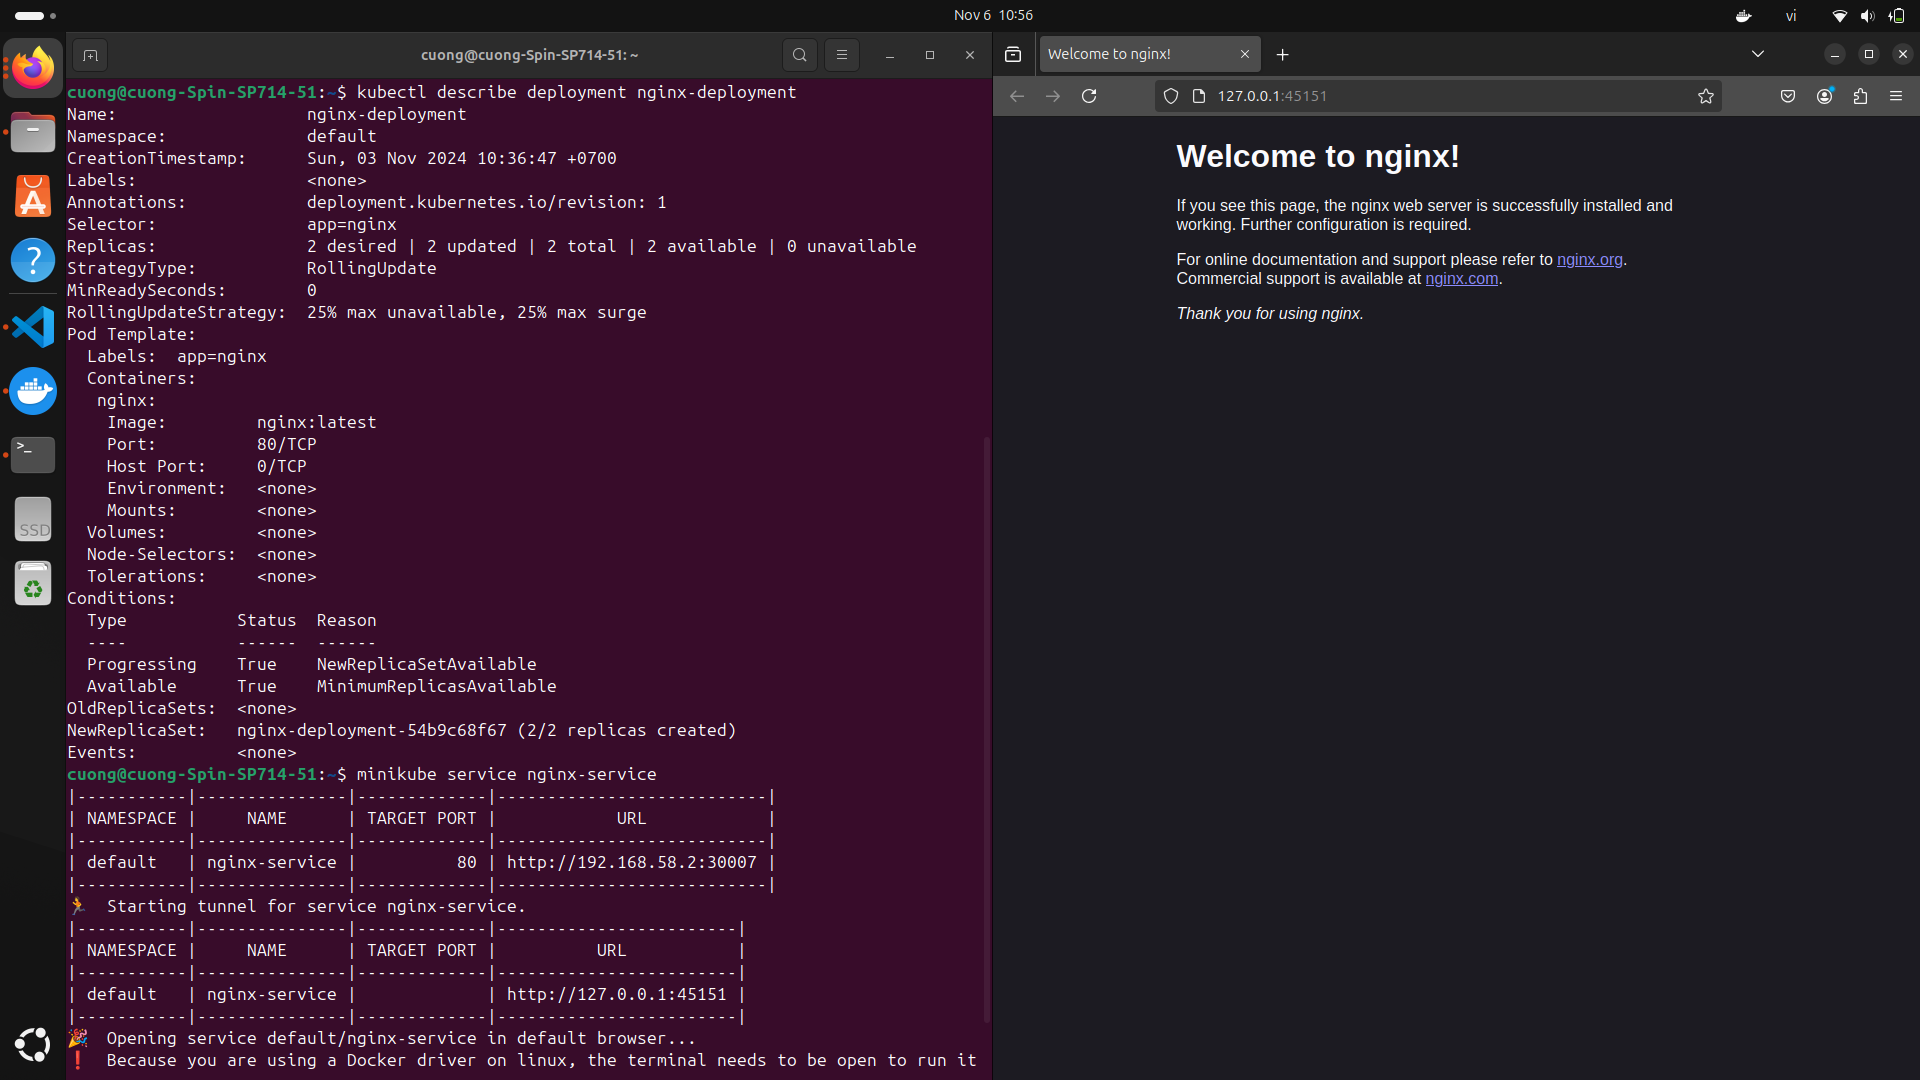 Nov 6 10:56
vi
cuong@cuong-Spin-SP714-51: ~
cuong@cuong-Spin-SP714-51:~$ kubectl describe deployment nginx-deployment
Name:                   nginx-deployment
Namespace:              default
CreationTimestamp:      Sun, 03 Nov 2024 10:36:47 +0700
Labels:                 <none>
Annotations:            deployment.kubernetes.io/revision: 1
Selector:               app=nginx
Replicas:               2 desired | 2 updated | 2 total | 2 available | 0 unavailable
StrategyType:           RollingUpdate
MinReadySeconds:        0
RollingUpdateStrategy:  25% max unavailable, 25% max surge
Pod Template:
  Labels:  app=nginx
  Containers:
   nginx:
    Image:         nginx:latest
    Port:          80/TCP
    Host Port:     0/TCP
    Environment:   <none>
    Mounts:        <none>
  Volumes:         <none>
  Node-Selectors:  <none>
  Tolerations:     <none>
Conditions:
  Type           Status  Reason
  ----           ------  ------
  Progressing    True    NewReplicaSetAvailable
  Available      True    MinimumReplicasAvailable
OldReplicaSets:  <none>
NewReplicaSet:   nginx-deployment-54b9c68f67 (2/2 replicas created)
Events:          <none>
cuong@cuong-Spin-SP714-51:~$ minikube service nginx-service
|-----------|---------------|-------------|---------------------------|
| NAMESPACE |     NAME      | TARGET PORT |            URL            |
|-----------|---------------|-------------|---------------------------|
| default   | nginx-service |          80 | http://192.168.58.2:30007 |
|-----------|---------------|-------------|---------------------------|
🏃  Starting tunnel for service nginx-service.
|-----------|---------------|-------------|------------------------|
| NAMESPACE |     NAME      | TARGET PORT |          URL           |
|-----------|---------------|-------------|------------------------|
| default   | nginx-service |             | http://127.0.0.1:45151 |
|-----------|---------------|-------------|------------------------|
🎉  Opening service default/nginx-service in default browser...
❗  Because you are using a Docker driver on linux, the terminal needs to be open to run it
SSD
Welcome to nginx!
127.0.0.1:45151
Welcome to nginx!
If you see this page, the nginx web server is successfully installed and
working. Further configuration is required.
For online documentation and support please refer to nginx.org.
Commercial support is available at nginx.com.
Thank you for using nginx.